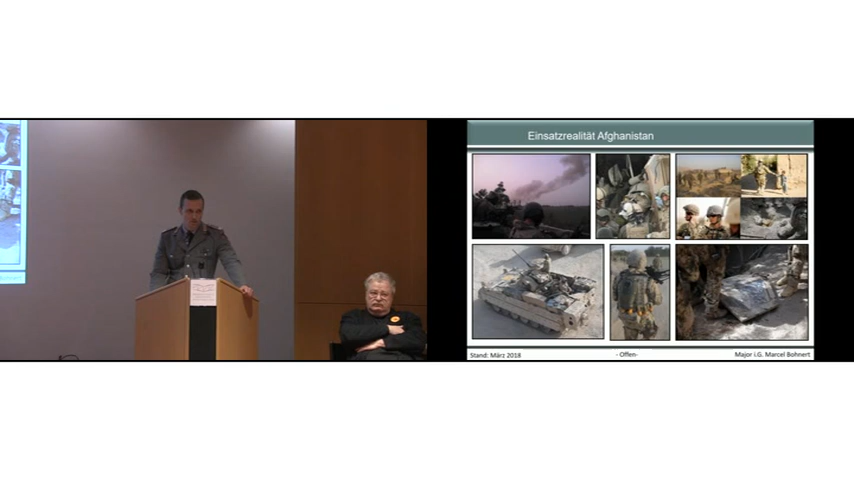 Einsatzrealität Afghanistan
Stand: März 2018
- Offen-
Major i.G. Marcel Bohnert